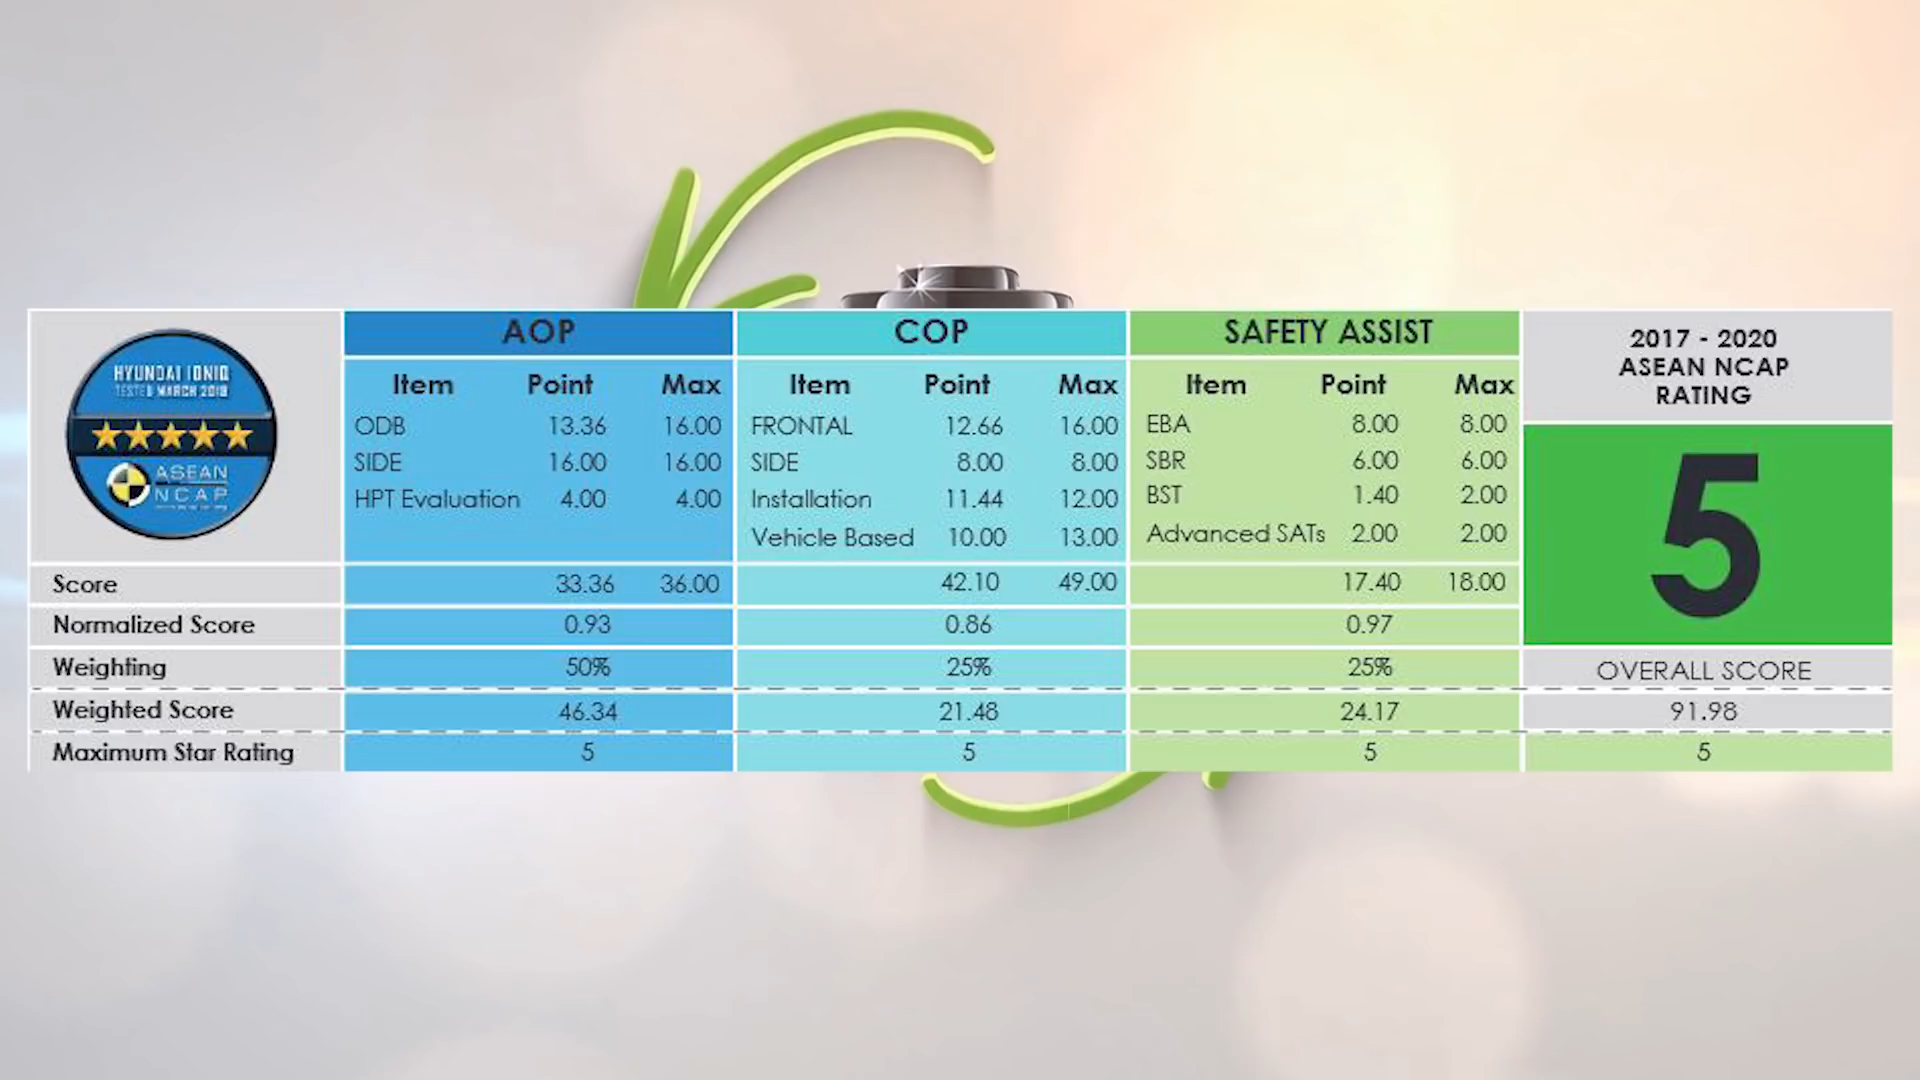 HYUNDAI IONIQ
TESTED MARCH 2018
ASEAN
NCAP
AOP
Item Point Max
ODB 13.36 16.00
SIDE 16.00 16.00
HPT Evaluation 4.00 4.00
COP
Item Point Max
FRONTAL 12.66 16.00
SIDE 8.00 8.00
Installation 11.44 12.00
Vehicle Based 10.00 13.00
SAFETY ASSIST
Item Point Max
EBA 8.00 8.00
SBR 6.00 6.00
BST 1.40 2.00
Advanced SATs 2.00 2.00
2017 - 2020
ASEAN NCAP
RATING
5
Score 33.36 36.00 42.10 49.00 17.40 18.00
Normalized Score 0.93 0.86 0.97
Weighting 50% 25% 25% OVERALL SCORE
Weighted Score 46.34 21.48 24.17 91.98
Maximum Star Rating 5 5 5 5